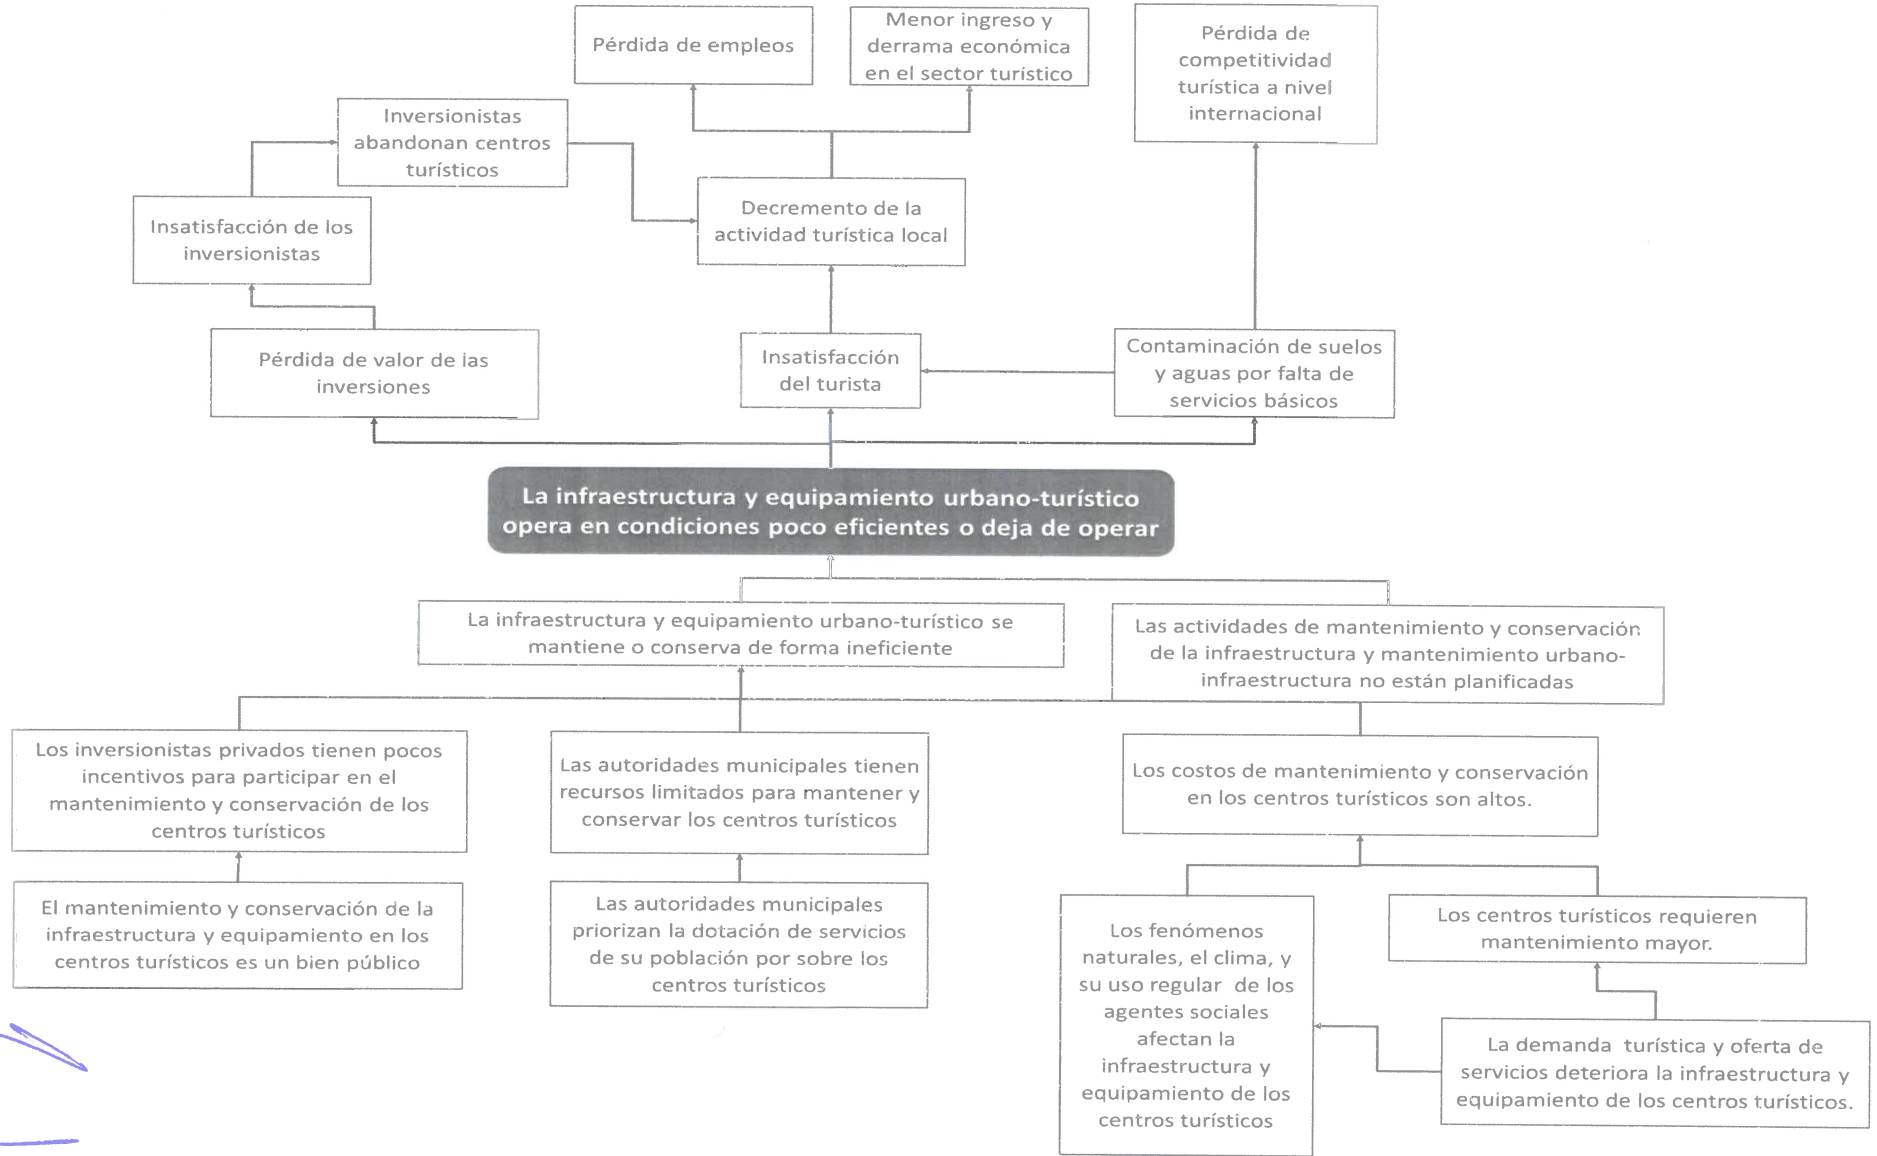 Pérdida de empleos
Menor ingreso y
derrama económica
en el sector turístico
Pérdida de
competitividad
turística a nivel
internacional
Inversionistas
abandonan centros
turísticos
Insatisfacción de los
inversionistas
Decremento de la
actividad turística local
Pérdida de valor de las
inversiones
Insatisfacción
del turista
Contaminación de suelos
y aguas por falta de
servicios básicos
La infraestructura y equipamiento urbano-turístico
opera en condiciones poco eficientes o deja de operar
La infraestructura y equipamiento urbano-turístico se
mantiene o conserva de forma ineficiente
Las actividades de mantenimiento y conservación
de la infraestructura y mantenimiento urbano-
infraestructura no están planificadas
Los inversionistas privados tienen pocos
incentivos para participar en el
mantenimiento y conservación de los
centros turísticos
Las autoridades municipales tienen
recursos limitados para mantener y
conservar los centros turísticos
Los costos de mantenimiento y conservación
en los centros turísticos son altos.
El mantenimiento y conservación de la
infraestructura y equipamiento en los
centros turísticos es un bien público
Las autoridades municipales
priorizan la dotación de servicios
de su población por sobre los
centros turísticos
Los fenómenos
naturales, el clima, y
su uso regular de los
agentes sociales
afectan la
infraestructura y
equipamiento de los
centros turísticos
Los centros turísticos requieren
mantenimiento mayor.
La demanda turística y oferta de
servicios deteriora la infraestructura y
equipamiento de los centros turísticos.